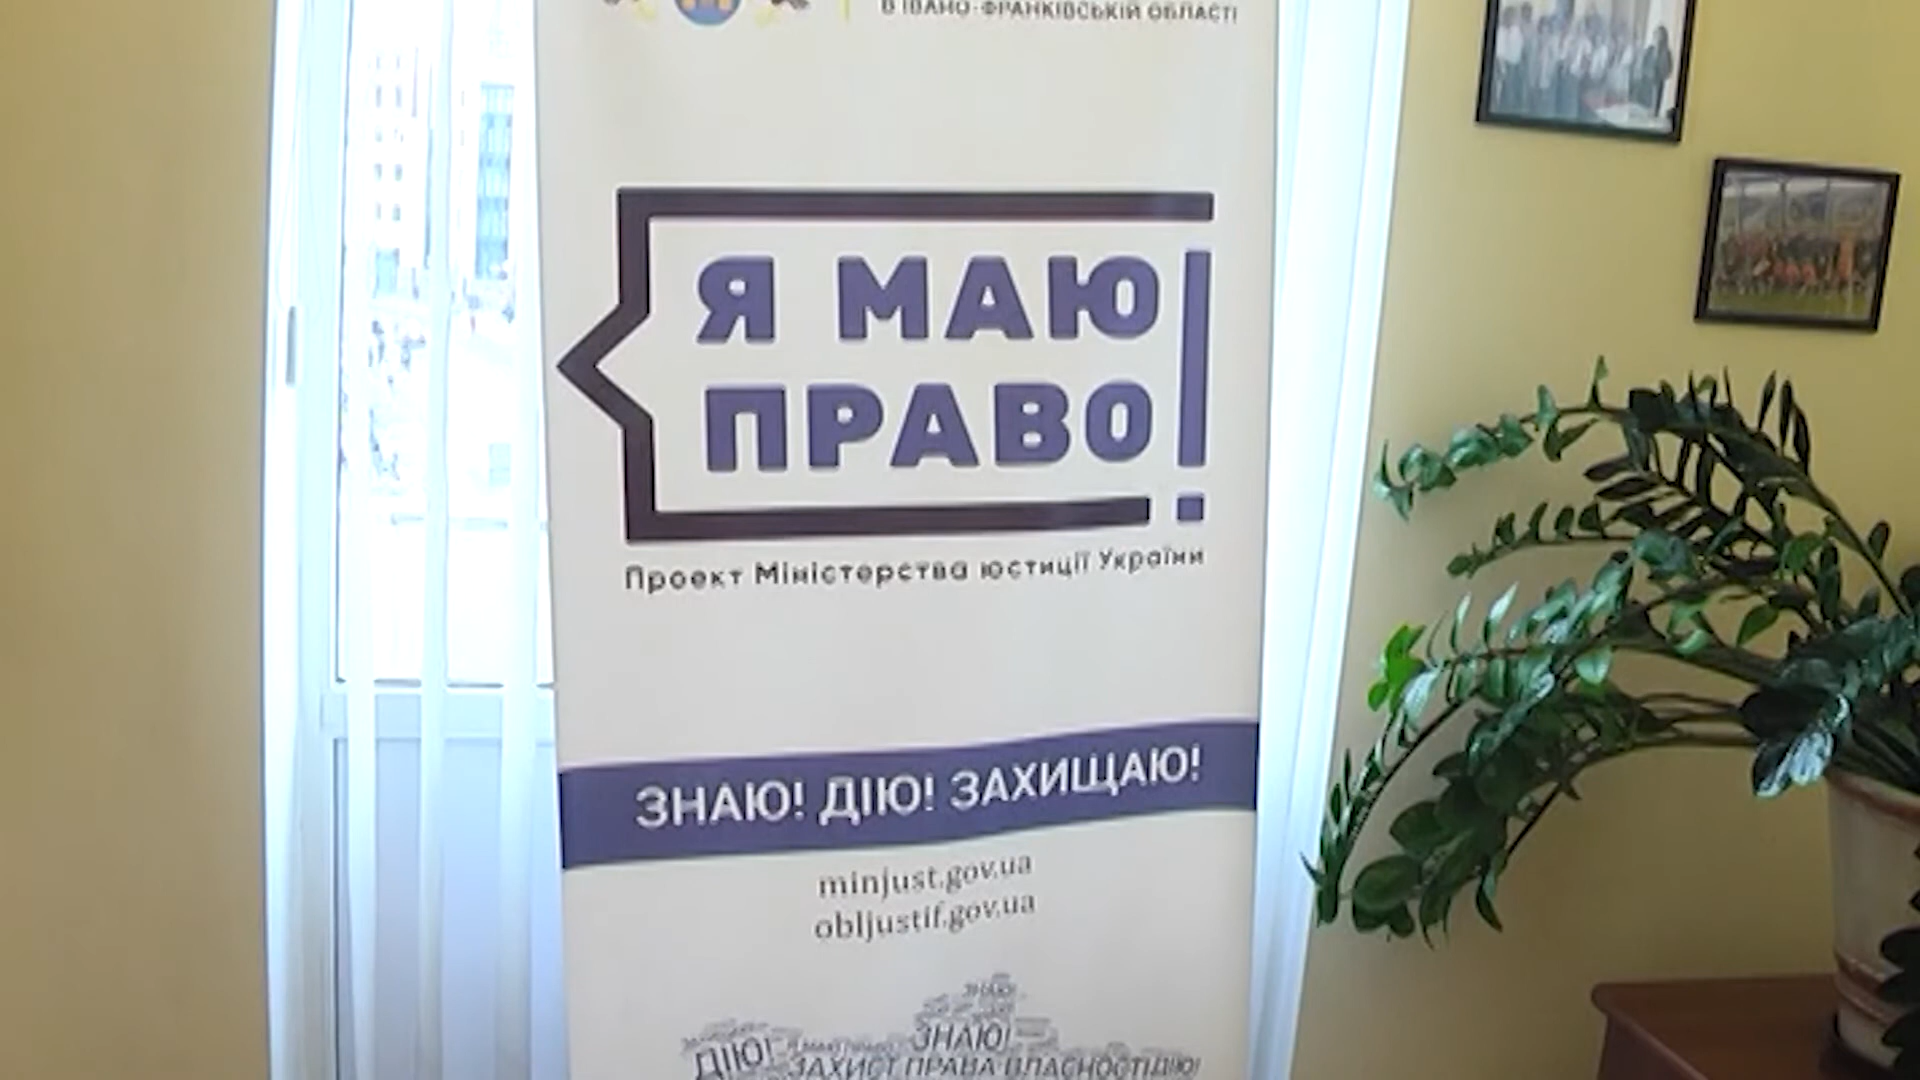 В ІВАНО-ФРАНКІВСЬКІЙ ОБЛАСТІ
Я МАЮ
ПРАВО!
Проект Міністерства юстиції України
ЗНАЮ! ДІЮ! ЗАХИЩАЮ!
minjust.gov.ua
obljustif.gov.ua
ЗНАЮ!
ЗНАЮ!
ДІЮ!
ЗАХИСТ ПРАВА ВЛАСНОСТІ ДІЮ!